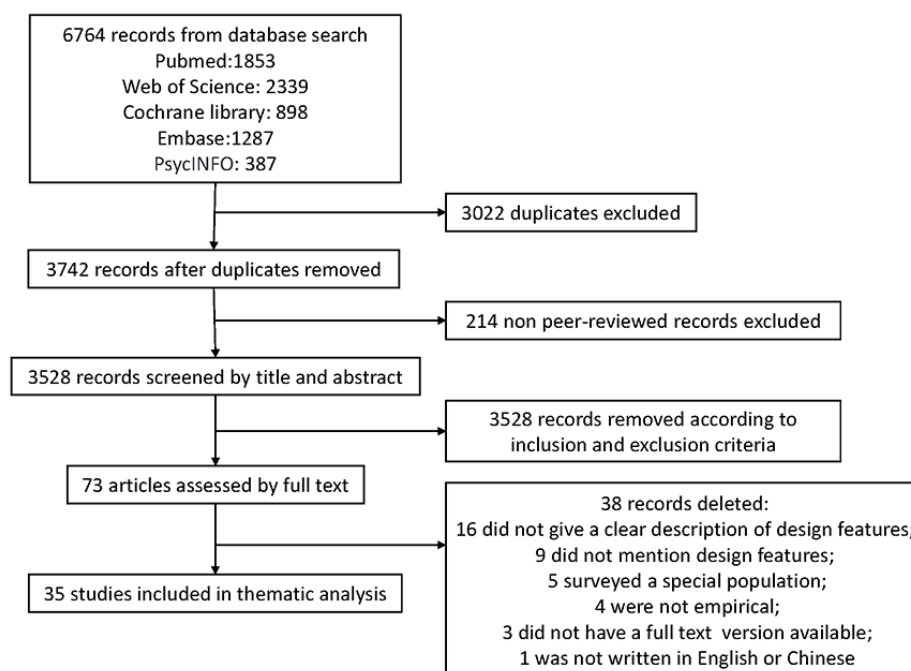 6764 records from database search
Pubmed:1853
Web of Science: 2339
Cochrane library: 898
Embase:1287
PsycINFO: 387
3022 duplicates excluded
3742 records after duplicates removed
214 non peer-reviewed records excluded
3528 records screened by title and abstract
3528 records removed according to
inclusion and exclusion criteria
73 articles assessed by full text
38 records deleted:
16 did not give a clear description of design features;
9 did not mention design features;
5 surveyed a special population;
4 were not empirical;
3 did not have a full text version available;
1 was not written in English or Chinese
35 studies included in thematic analysis